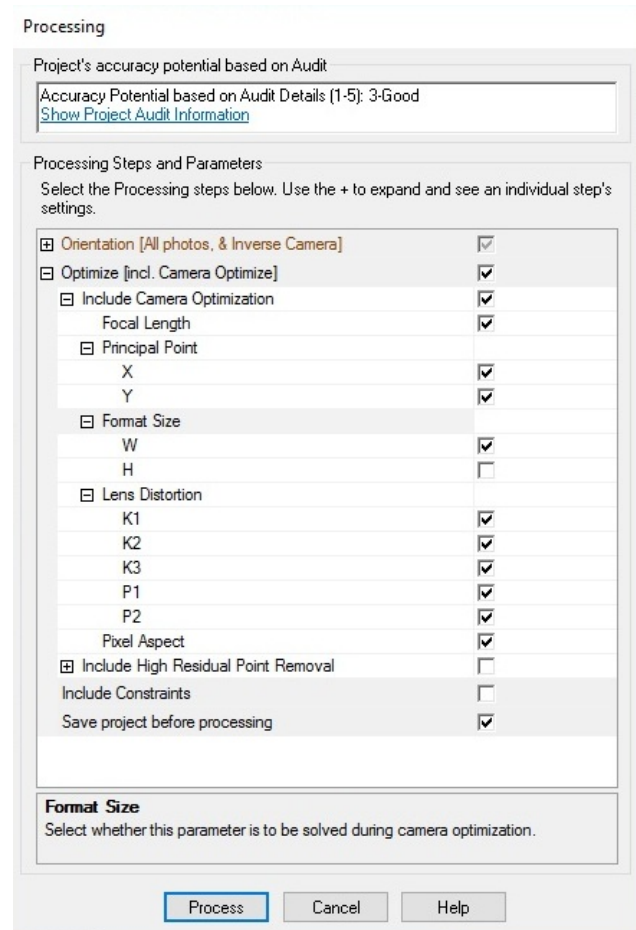 Processing
Project's accuracy potential based on Audit
Accuracy Potential based on Audit Details (1-5): 3-Good
Show Project Audit Information
Processing Steps and Parameters
Select the Processing steps below. Use the + to expand and see an individual step's
settings.
Orientation [All photos, & Inverse Camera]
Optimize [incl. Camera Optimize]
Include Camera Optimization
Focal Length
Principal Point
X
Y
Format Size
W
H
Lens Distortion
K1
K2
K3
P1
P2
Pixel Aspect
Include High Residual Point Removal
Include Constraints
Save project before processing
Format Size
Select whether this parameter is to be solved during camera optimization.
Process Cancel Help